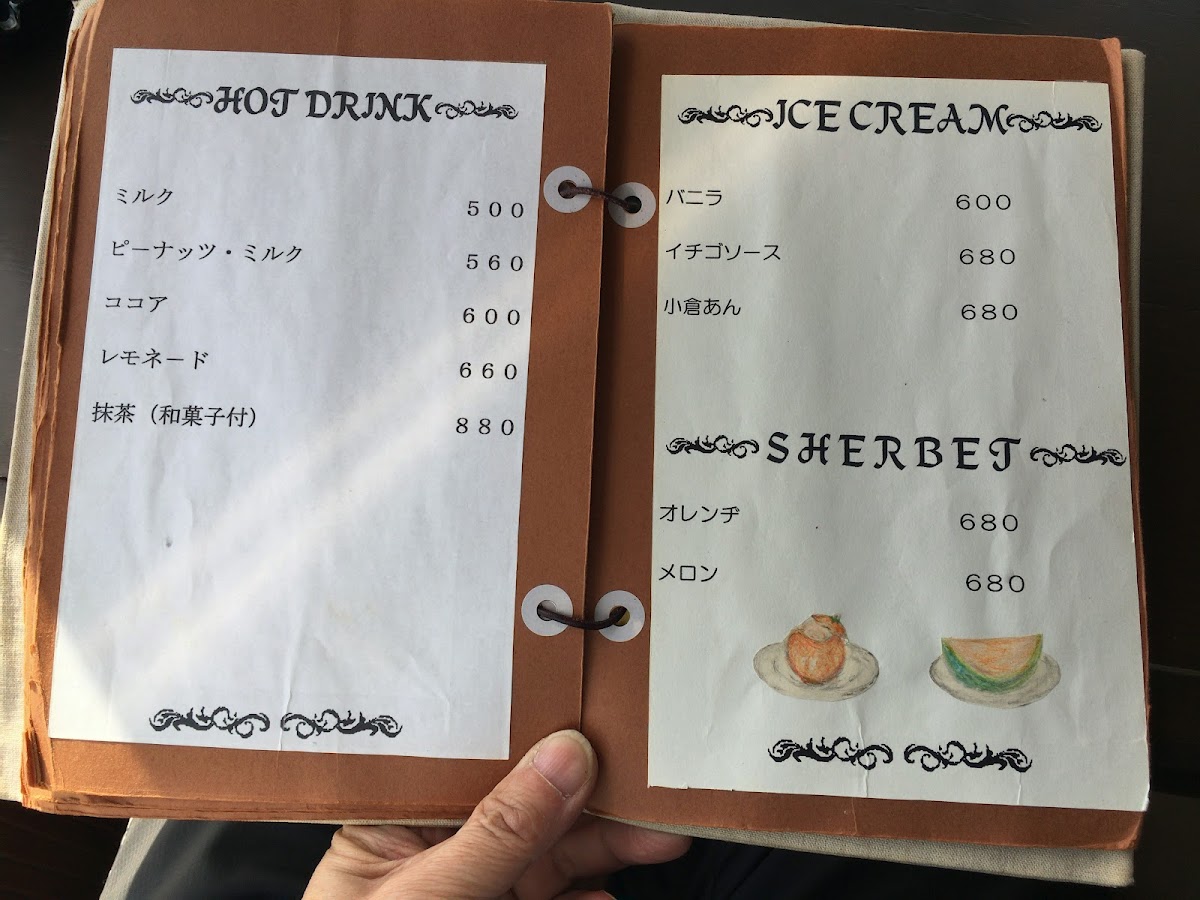 HOT DRINK
ミルク 500
ピーナッツ・ミルク 560
ココア 600
レモネード 660
抹茶（和菓子付） 880
ICE CREAM
バニラ 600
イチゴソース 680
小倉あん 680
SHERBET
オレンヂ 680
メロン 680